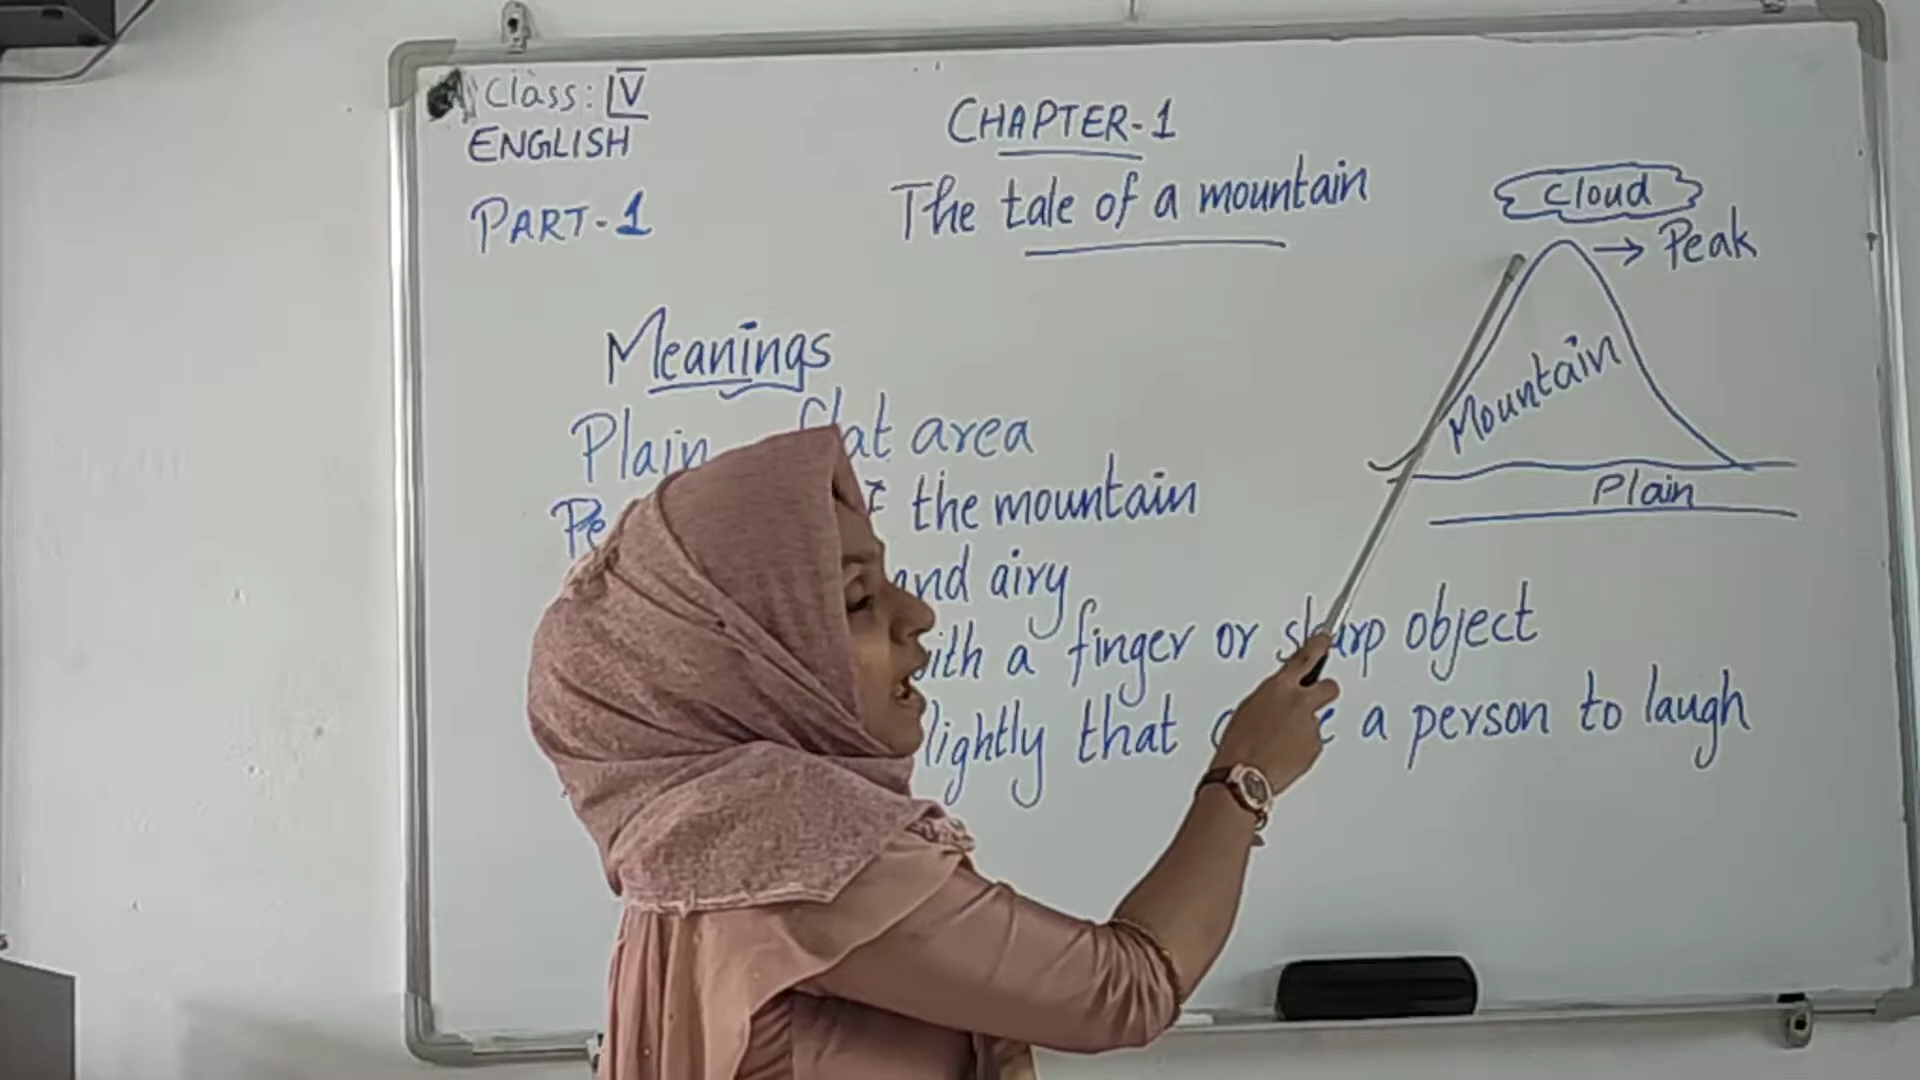 Class: IV
ENGLISH
PART-1
CHAPTER-1
The tale of a mountain
Cloud
→ Peak
Mountain
Plain
Meanings
Plain flat area
the mountain
and airy
with a finger or sharp object
lightly that a person to laugh